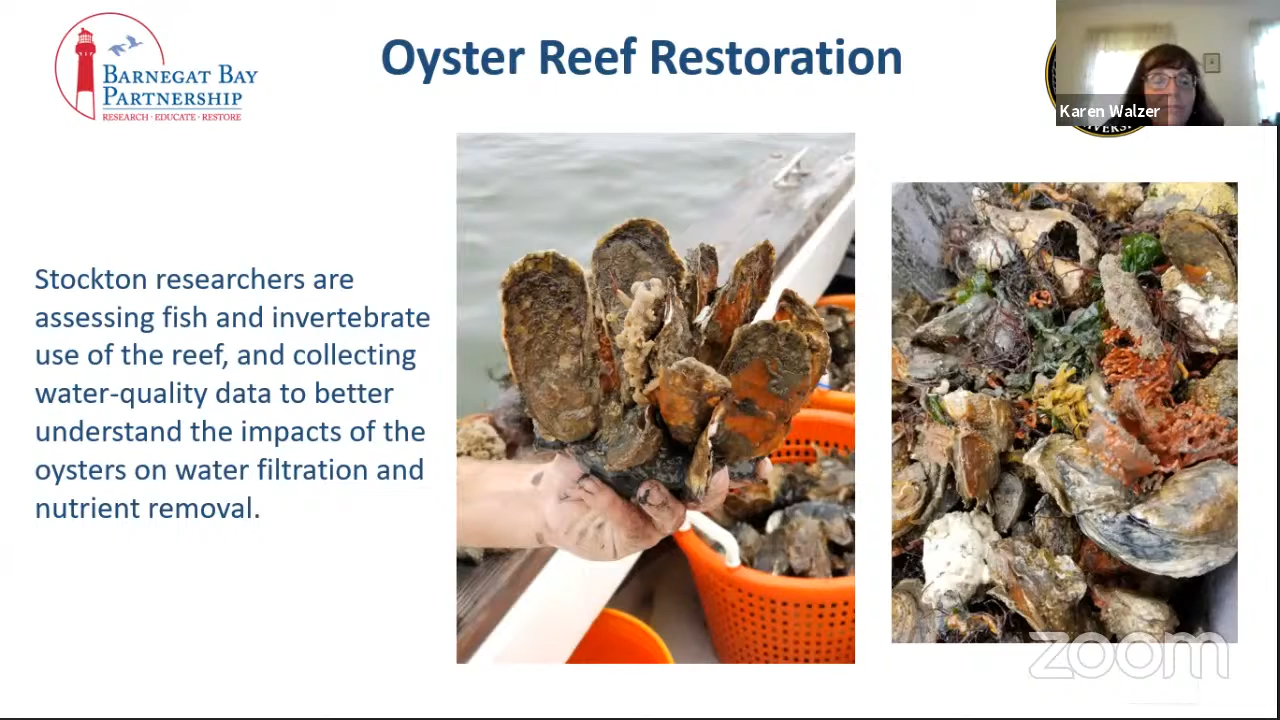 Oyster Reef Restoration
BARNEGAT BAY
PARTNERSHIP
RESEARCH · EDUCATE · RESTORE
Karen Walzer
Stockton researchers are
assessing fish and invertebrate
use of the reef, and collecting
water-quality data to better
understand the impacts of the
oysters on water filtration and
nutrient removal.
zoom